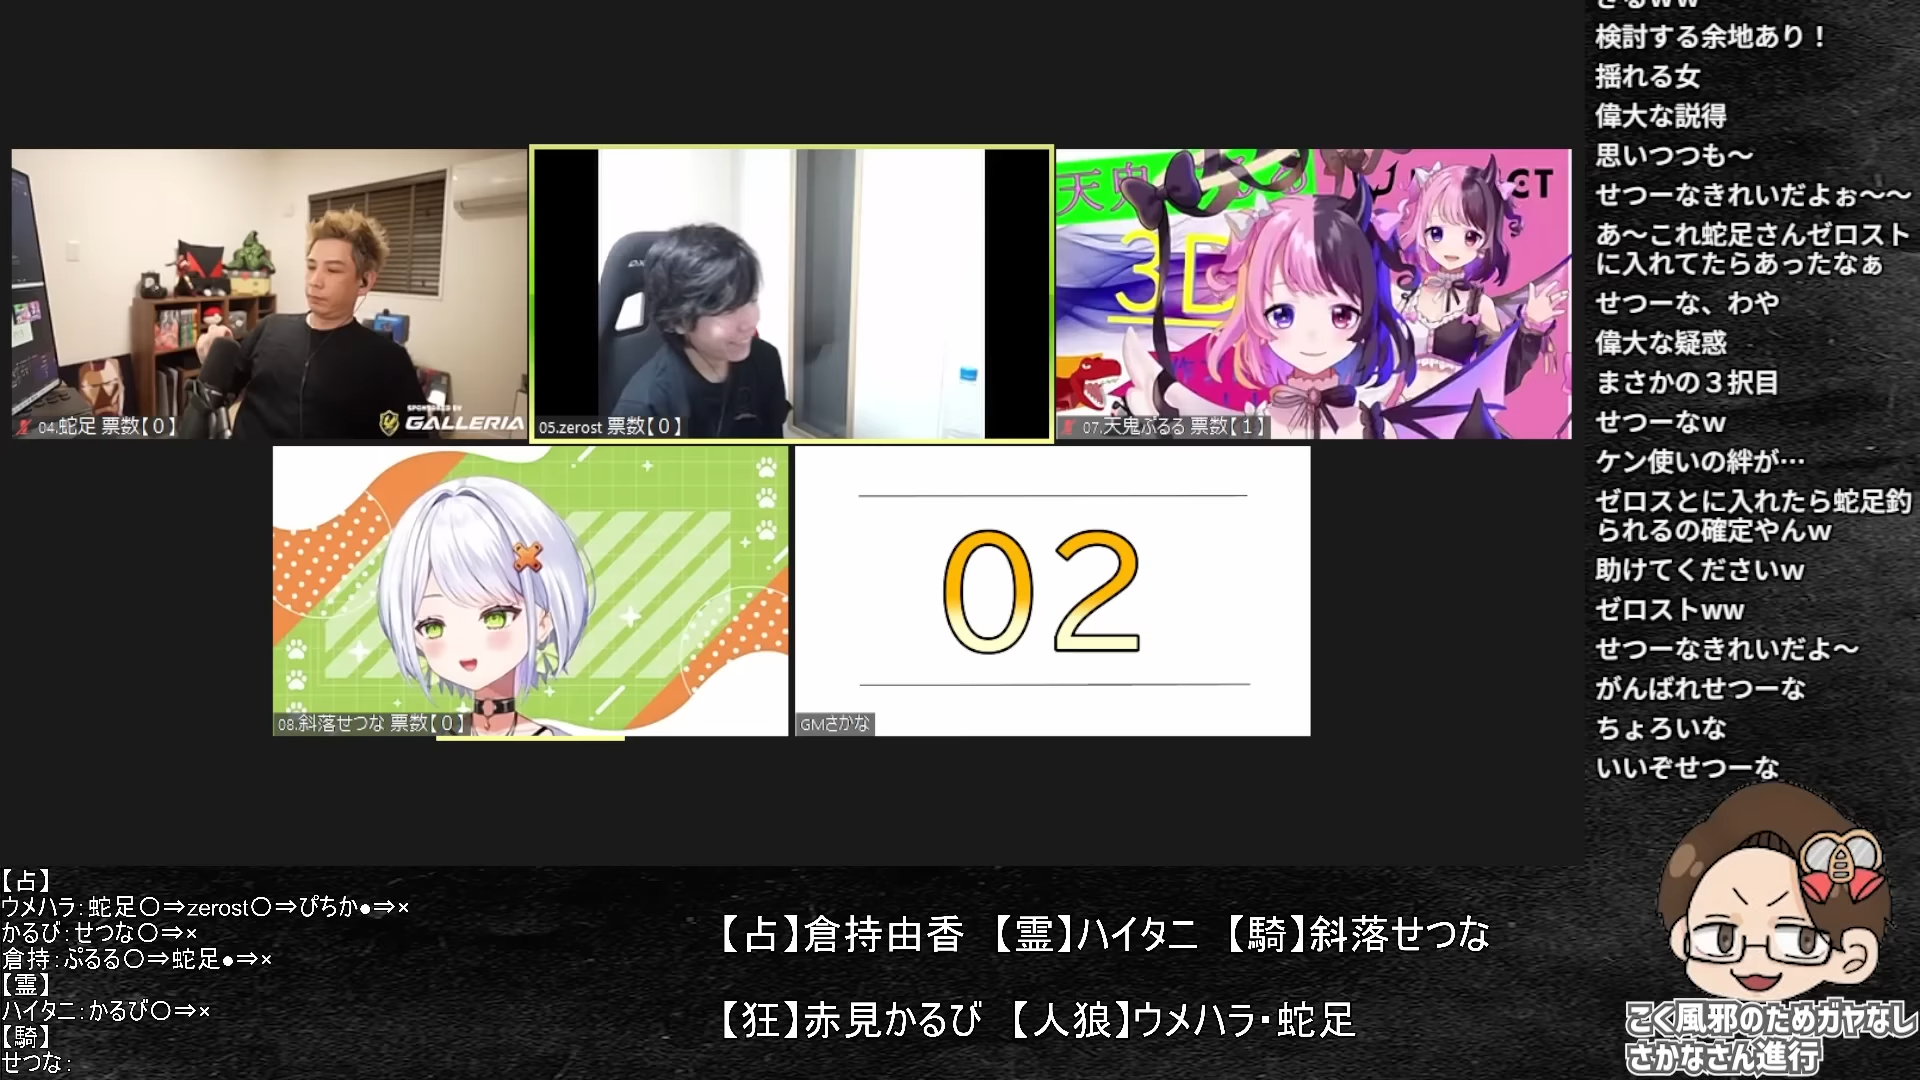 検討する余地あり！
揺れる女
偉大な説得
思いつつも～
せつーなきれいだよぉ～～
あ～これ蛇足さんゼロスト
に入れてたらあったなぁ
せつーな、わや
偉大な疑惑
まさかの３択目
せつーなｗ
ケン使いの絆が…
ゼロスとに入れたら蛇足釣
られるの確定やんｗ
助けてくださいｗ
ゼロストww
せつーなきれいだよ～
がんばれせつーな
ちょろいな
いいぞせつーな
SPONSORED BY
GALLERIA
04.蛇足 票数【０】
05.zerost 票数【０】
3D
07.天鬼ぷるる 票数【１】
08.斜落せつな 票数【０】
02
GMさかな
【占】
ウメハラ：蛇足〇⇒zerost〇⇒ぴちか●⇒×
かるび：せつな〇⇒×
倉持：ぷるる〇⇒蛇足●⇒×
【霊】
ハイタニ：かるび〇⇒×
【騎】
せつな：
【占】倉持由香 【霊】ハイタニ 【騎】斜落せつな
【狂】赤見かるび 【人狼】ウメハラ・蛇足
こく風邪のためガヤなし
さかなさん進行